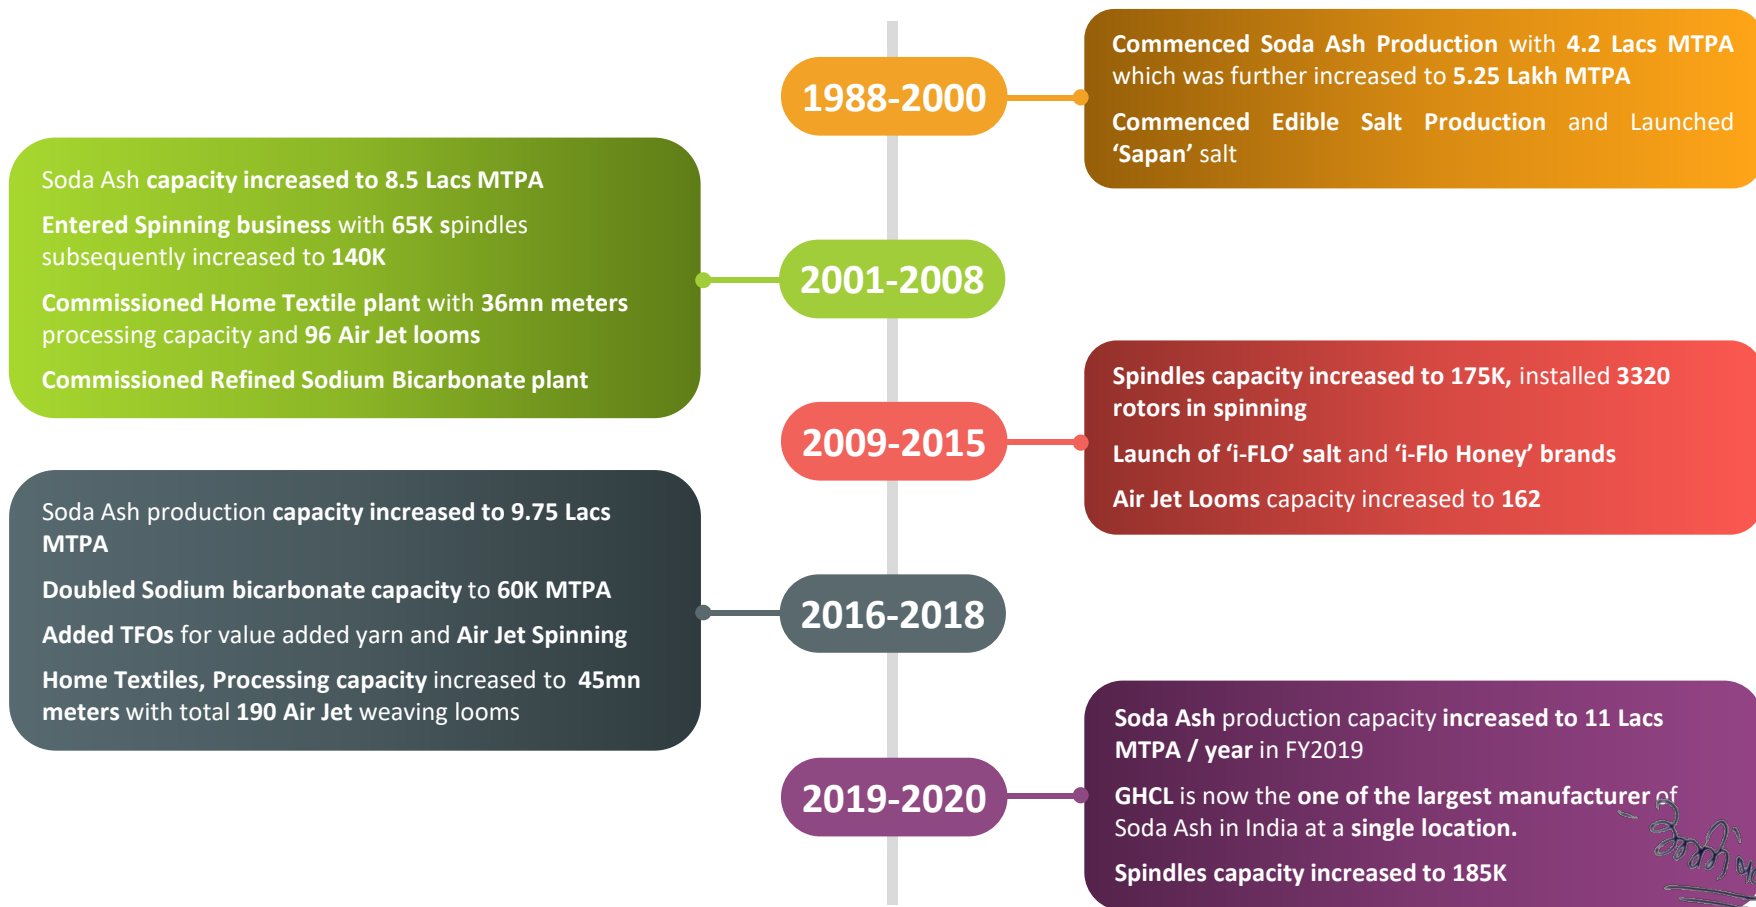 1988-2000
Commenced Soda Ash Production with 4.2 Lacs MTPA
which was further increased to 5.25 Lakh MTPA
Commenced Edible Salt Production and Launched
‘Sapan’ salt
Soda Ash capacity increased to 8.5 Lacs MTPA
Entered Spinning business with 65K spindles
subsequently increased to 140K
Commissioned Home Textile plant with 36mn meters
processing capacity and 96 Air Jet looms
Commissioned Refined Sodium Bicarbonate plant
2001-2008
2009-2015
Spindles capacity increased to 175K, installed 3320
rotors in spinning
Launch of ‘i-FLO’ salt and ‘i-Flo Honey’ brands
Air Jet Looms capacity increased to 162
Soda Ash production capacity increased to 9.75 Lacs
MTPA
Doubled Sodium bicarbonate capacity to 60K MTPA
Added TFOs for value added yarn and Air Jet Spinning
Home Textiles, Processing capacity increased to 45mn
meters with total 190 Air Jet weaving looms
2016-2018
2019-2020
Soda Ash production capacity increased to 11 Lacs
MTPA / year in FY2019
GHCL is now the one of the largest manufacturer of
Soda Ash in India at a single location.
Spindles capacity increased to 185K